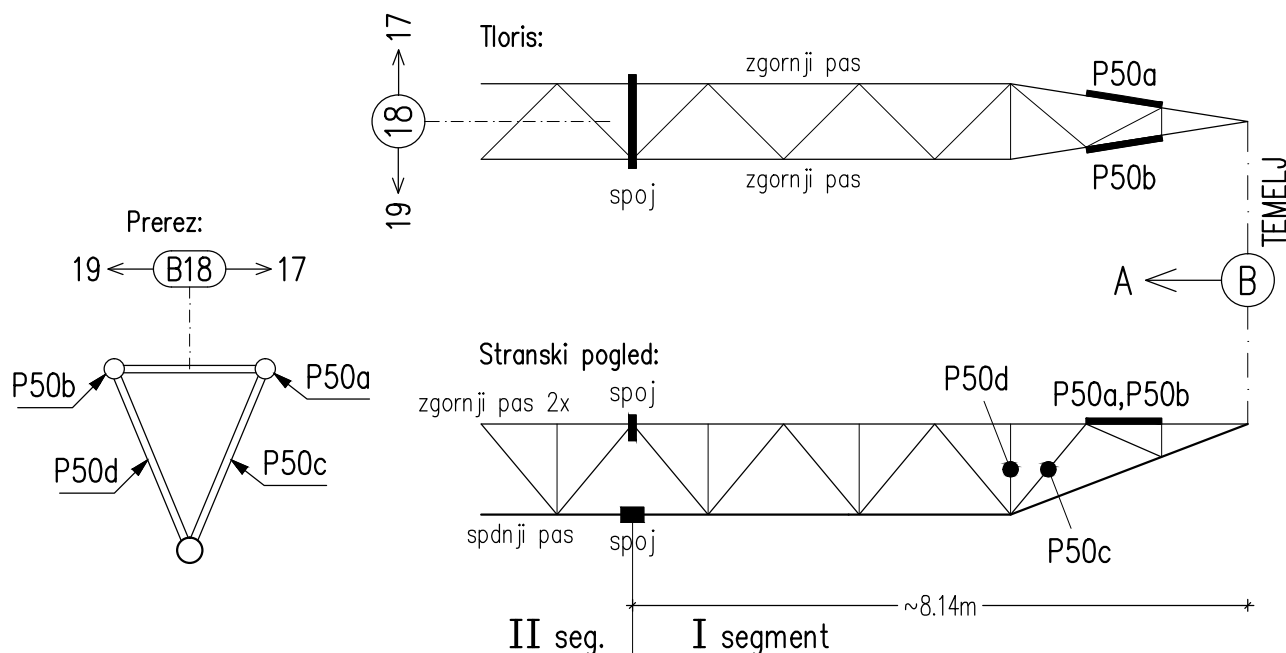 17
18
19
Tloris:
zgornji pas
P50a
zgornji pas
P50b
spoj
TEMELJ
A
B
Prerez:
19
B18
17
P50b
P50a
P50d
P50c
Stranski pogled:
spoj
zgornji pas 2x
P50d
P50a,P50b
spdnji pas
spoj
P50c
~8.14m
II seg.
I segment